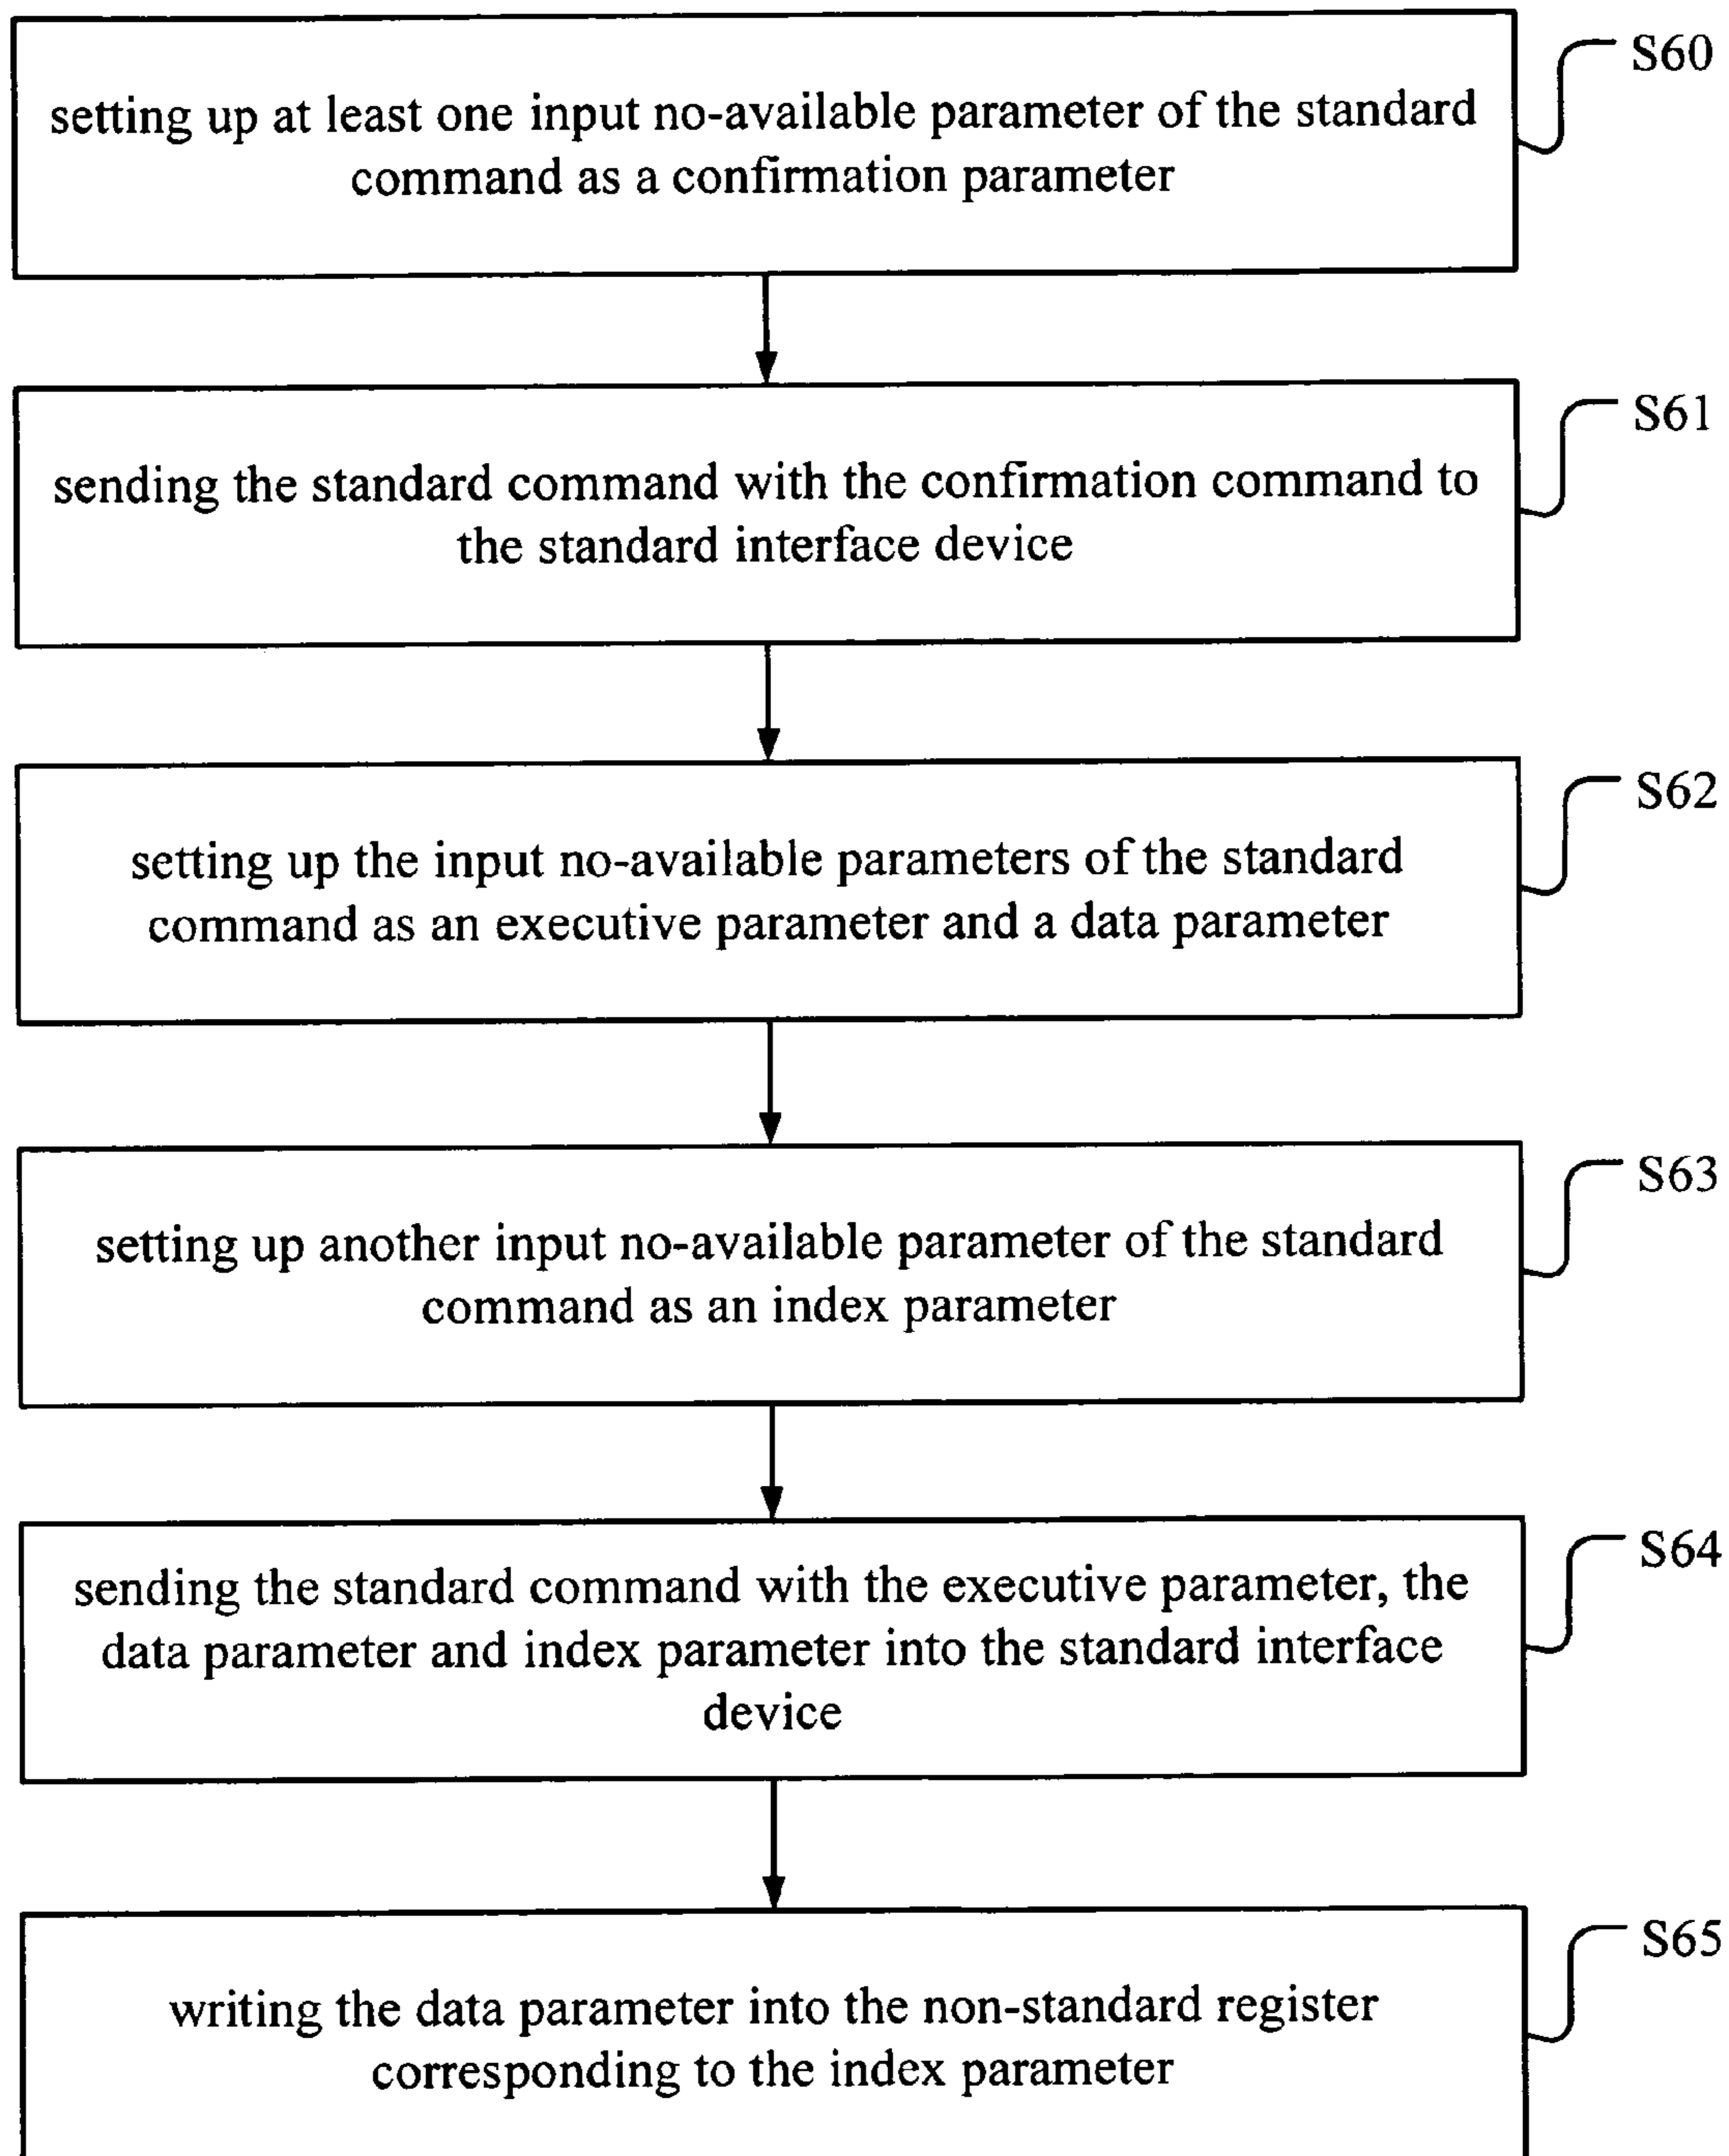 S60
setting up at least one input no-available parameter of the standard
command as a confirmation parameter
S61
sending the standard command with the confirmation command to
the standard interface device
S62
setting up the input no-available parameters of the standard
command as an executive parameter and a data parameter
S63
setting up another input no-available parameter of the standard
command as an index parameter
S64
sending the standard command with the executive parameter, the
data parameter and index parameter into the standard interface
device
S65
writing the data parameter into the non-standard register
corresponding to the index parameter